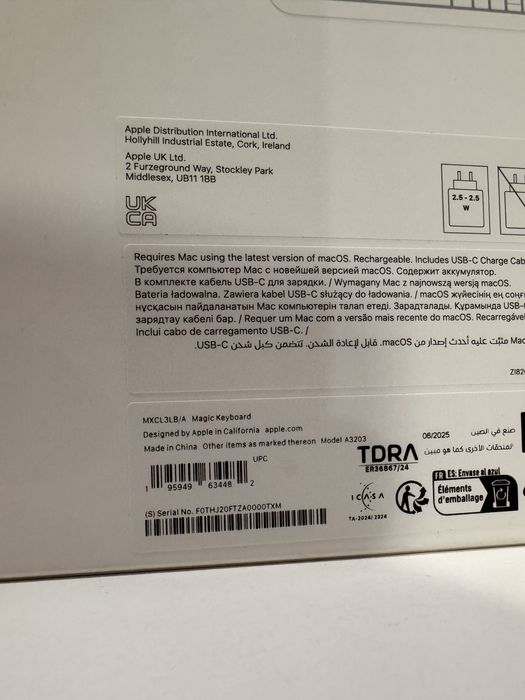 Apple Distribution International Ltd.
Hollyhill Industrial Estate, Cork, Ireland
Apple UK Ltd.
2 Furzeground Way, Stockley Park
Middlesex, UB11 1BB
UK
CA
2.5 - 2.5
W
Requires Mac using the latest version of macOS. Rechargeable. Includes USB-C Charge
Требуется компьютер Mac с новейшей версией macOS. Содержит аккумулятор.
В комплекте кабель USB-C для зарядки. / Wymagany Mac z najnowszą wersją macOS.
Bateria ładowalna. Zawiera kabel USB-C służący do ładowania. / macOS жүйесінің ең
нұсқасын пайдаланатын Mac компьютерін талап етеді. Зарядталады. Құрамында USB-
зарядтау кабелі бар. / Requer um Mac com a versão mais recente do macOS.
Inclui cabo de carregamento USB-C. /
Mac مثبّت عليه أحدث إصدار من macOS. قابل لإعادة الشحن. تتضمن كبل شحن USB-C.
MXCL3LB/A Magic Keyboard
Designed by Apple in California apple.com
Made in China Other items as marked thereon Model A3203
06/2025
صنع في الصين
الملحقات الأخرى كما هو مبين
UPC
1 95949 63448 2
(S) Serial No. F0THJ20FTZA0000TXM
TDRA
ER36867/24
ICASA
TA-2024/ 2324
FR ES: Envase al azul
Éléments
d'emballage